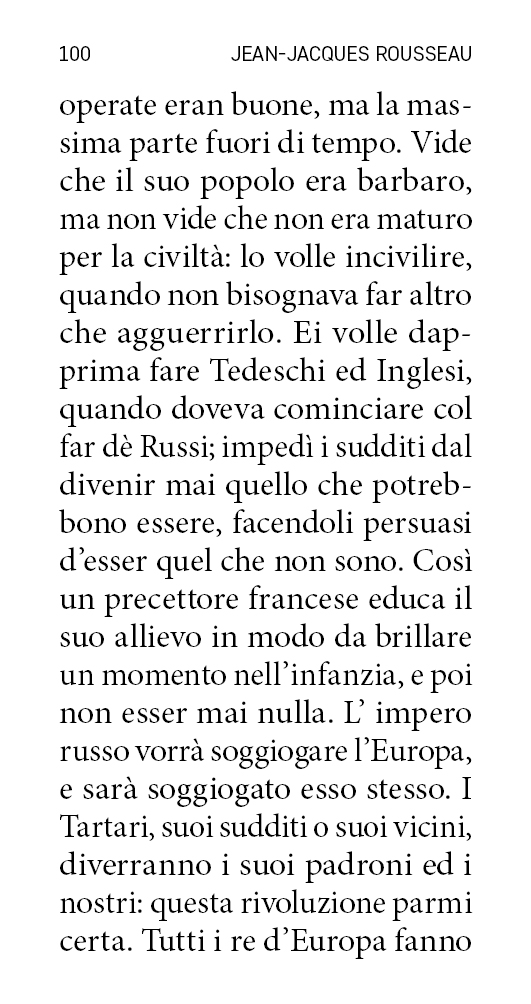 100 JEAN-JACQUES ROUSSEAU
operate eran buone, ma la mas-
sima parte fuori di tempo. Vide
che il suo popolo era barbaro,
ma non vide che non era maturo
per la civiltà: lo volle incivilire,
quando non bisognava far altro
che agguerrirlo. Ei volle dap-
prima fare Tedeschi ed Inglesi,
quando doveva cominciare col
far dè Russi; impedì i sudditi dal
divenir mai quello che potreb-
bono essere, facendoli persuasi
d’esser quel che non sono. Così
un precettore francese educa il
suo allievo in modo da brillare
un momento nell’infanzia, e poi
non esser mai nulla. L’ impero
russo vorrà soggiogare l’Europa,
e sarà soggiogato esso stesso. I
Tartari, suoi sudditi o suoi vicini,
diverranno i suoi padroni ed i
nostri: questa rivoluzione parmi
certa. Tutti i re d’Europa fanno